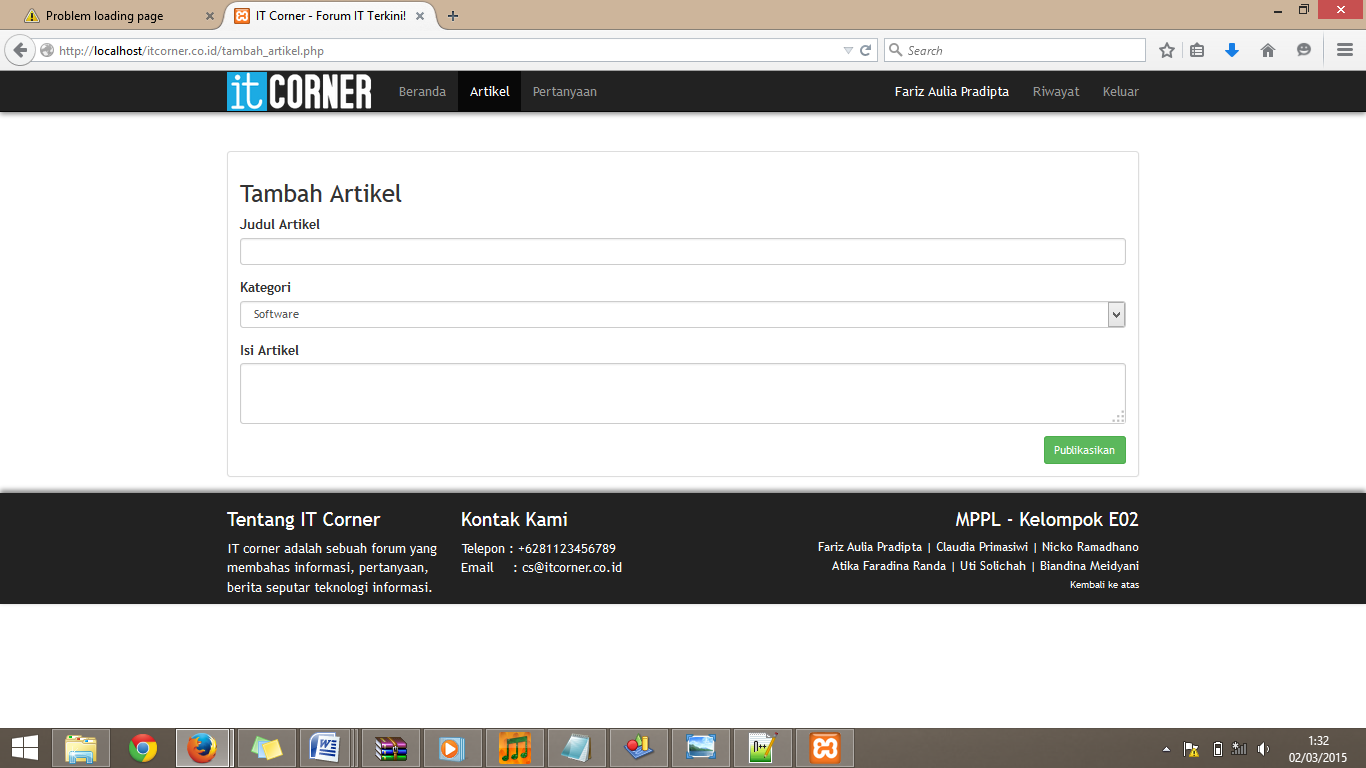 Problem loading page
IT Corner - Forum IT Terkini!
http://localhost/itcorner.co.id/tambah_artikel.php
Search
it CORNER
Beranda
Artikel
Pertanyaan
Fariz Aulia Pradipta
Riwayat
Keluar
Tambah Artikel
Judul Artikel
Kategori
Software
Isi Artikel
Publikasikan
Tentang IT Corner
IT corner adalah sebuah forum yang
membahas informasi, pertanyaan,
berita seputar teknologi informasi.
Kontak Kami
Telepon : +6281123456789
Email : cs@itcorner.co.id
MPPL - Kelompok E02
Fariz Aulia Pradipta | Claudia Primasiwi | Nicko Ramadhano
Atika Faradina Randa | Uti Solichah | Biandina Meidyani
Kembali ke atas
1:32
02/03/2015